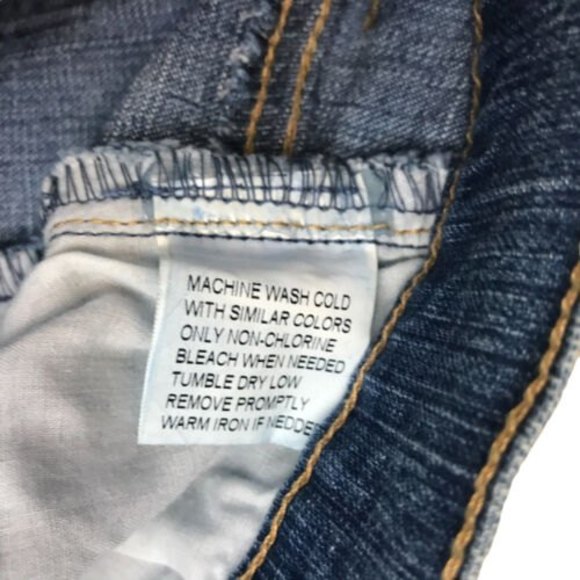 MACHINE WASH COLD
WITH SIMILAR COLORS
ONLY NON-CHLORINE
BLEACH WHEN NEEDED
TUMBLE DRY LOW
REMOVE PROMPTLY
WARM IRON IF NEDDED